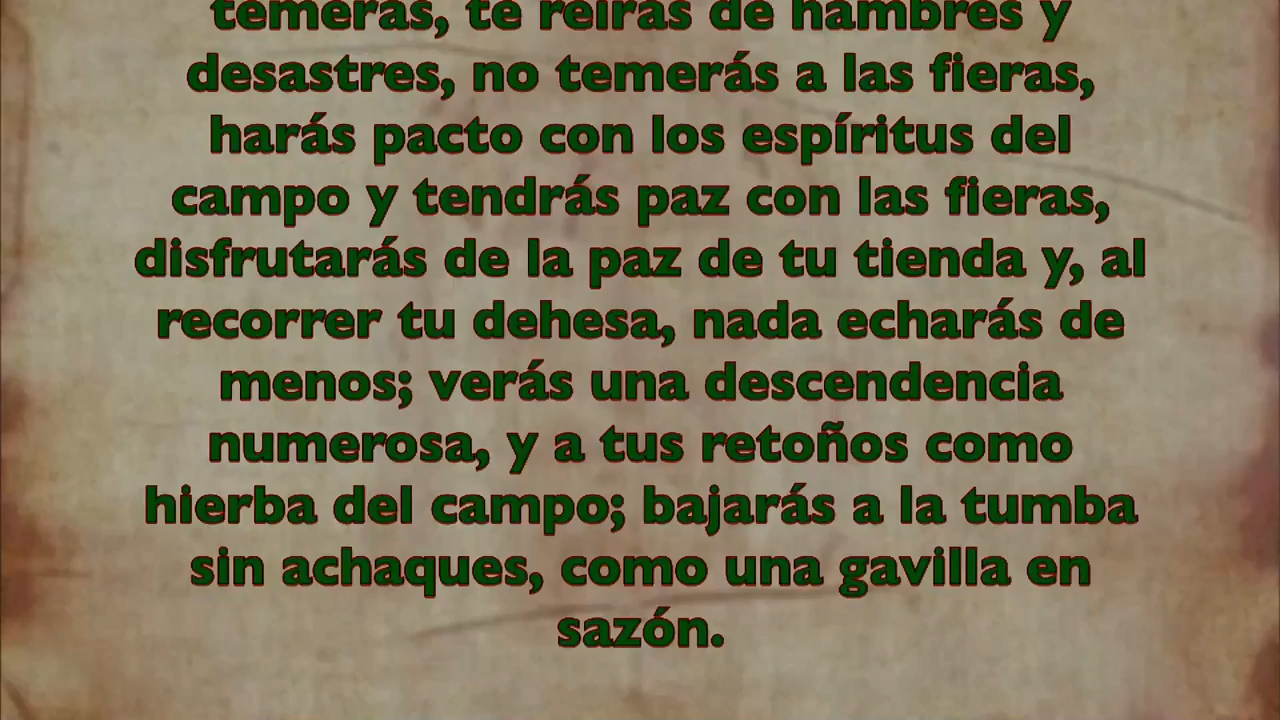 temerás, te reirás de hambres y
desastres, no temerás a las fieras,
harás pacto con los espíritus del
campo y tendrás paz con las fieras,
disfrutarás de la paz de tu tienda y, al
recorrer tu dehesa, nada echarás de
menos; verás una descendencia
numerosa, y a tus retoños como
hierba del campo; bajarás a la tumba
sin achaques, como una gavilla en
sazón.